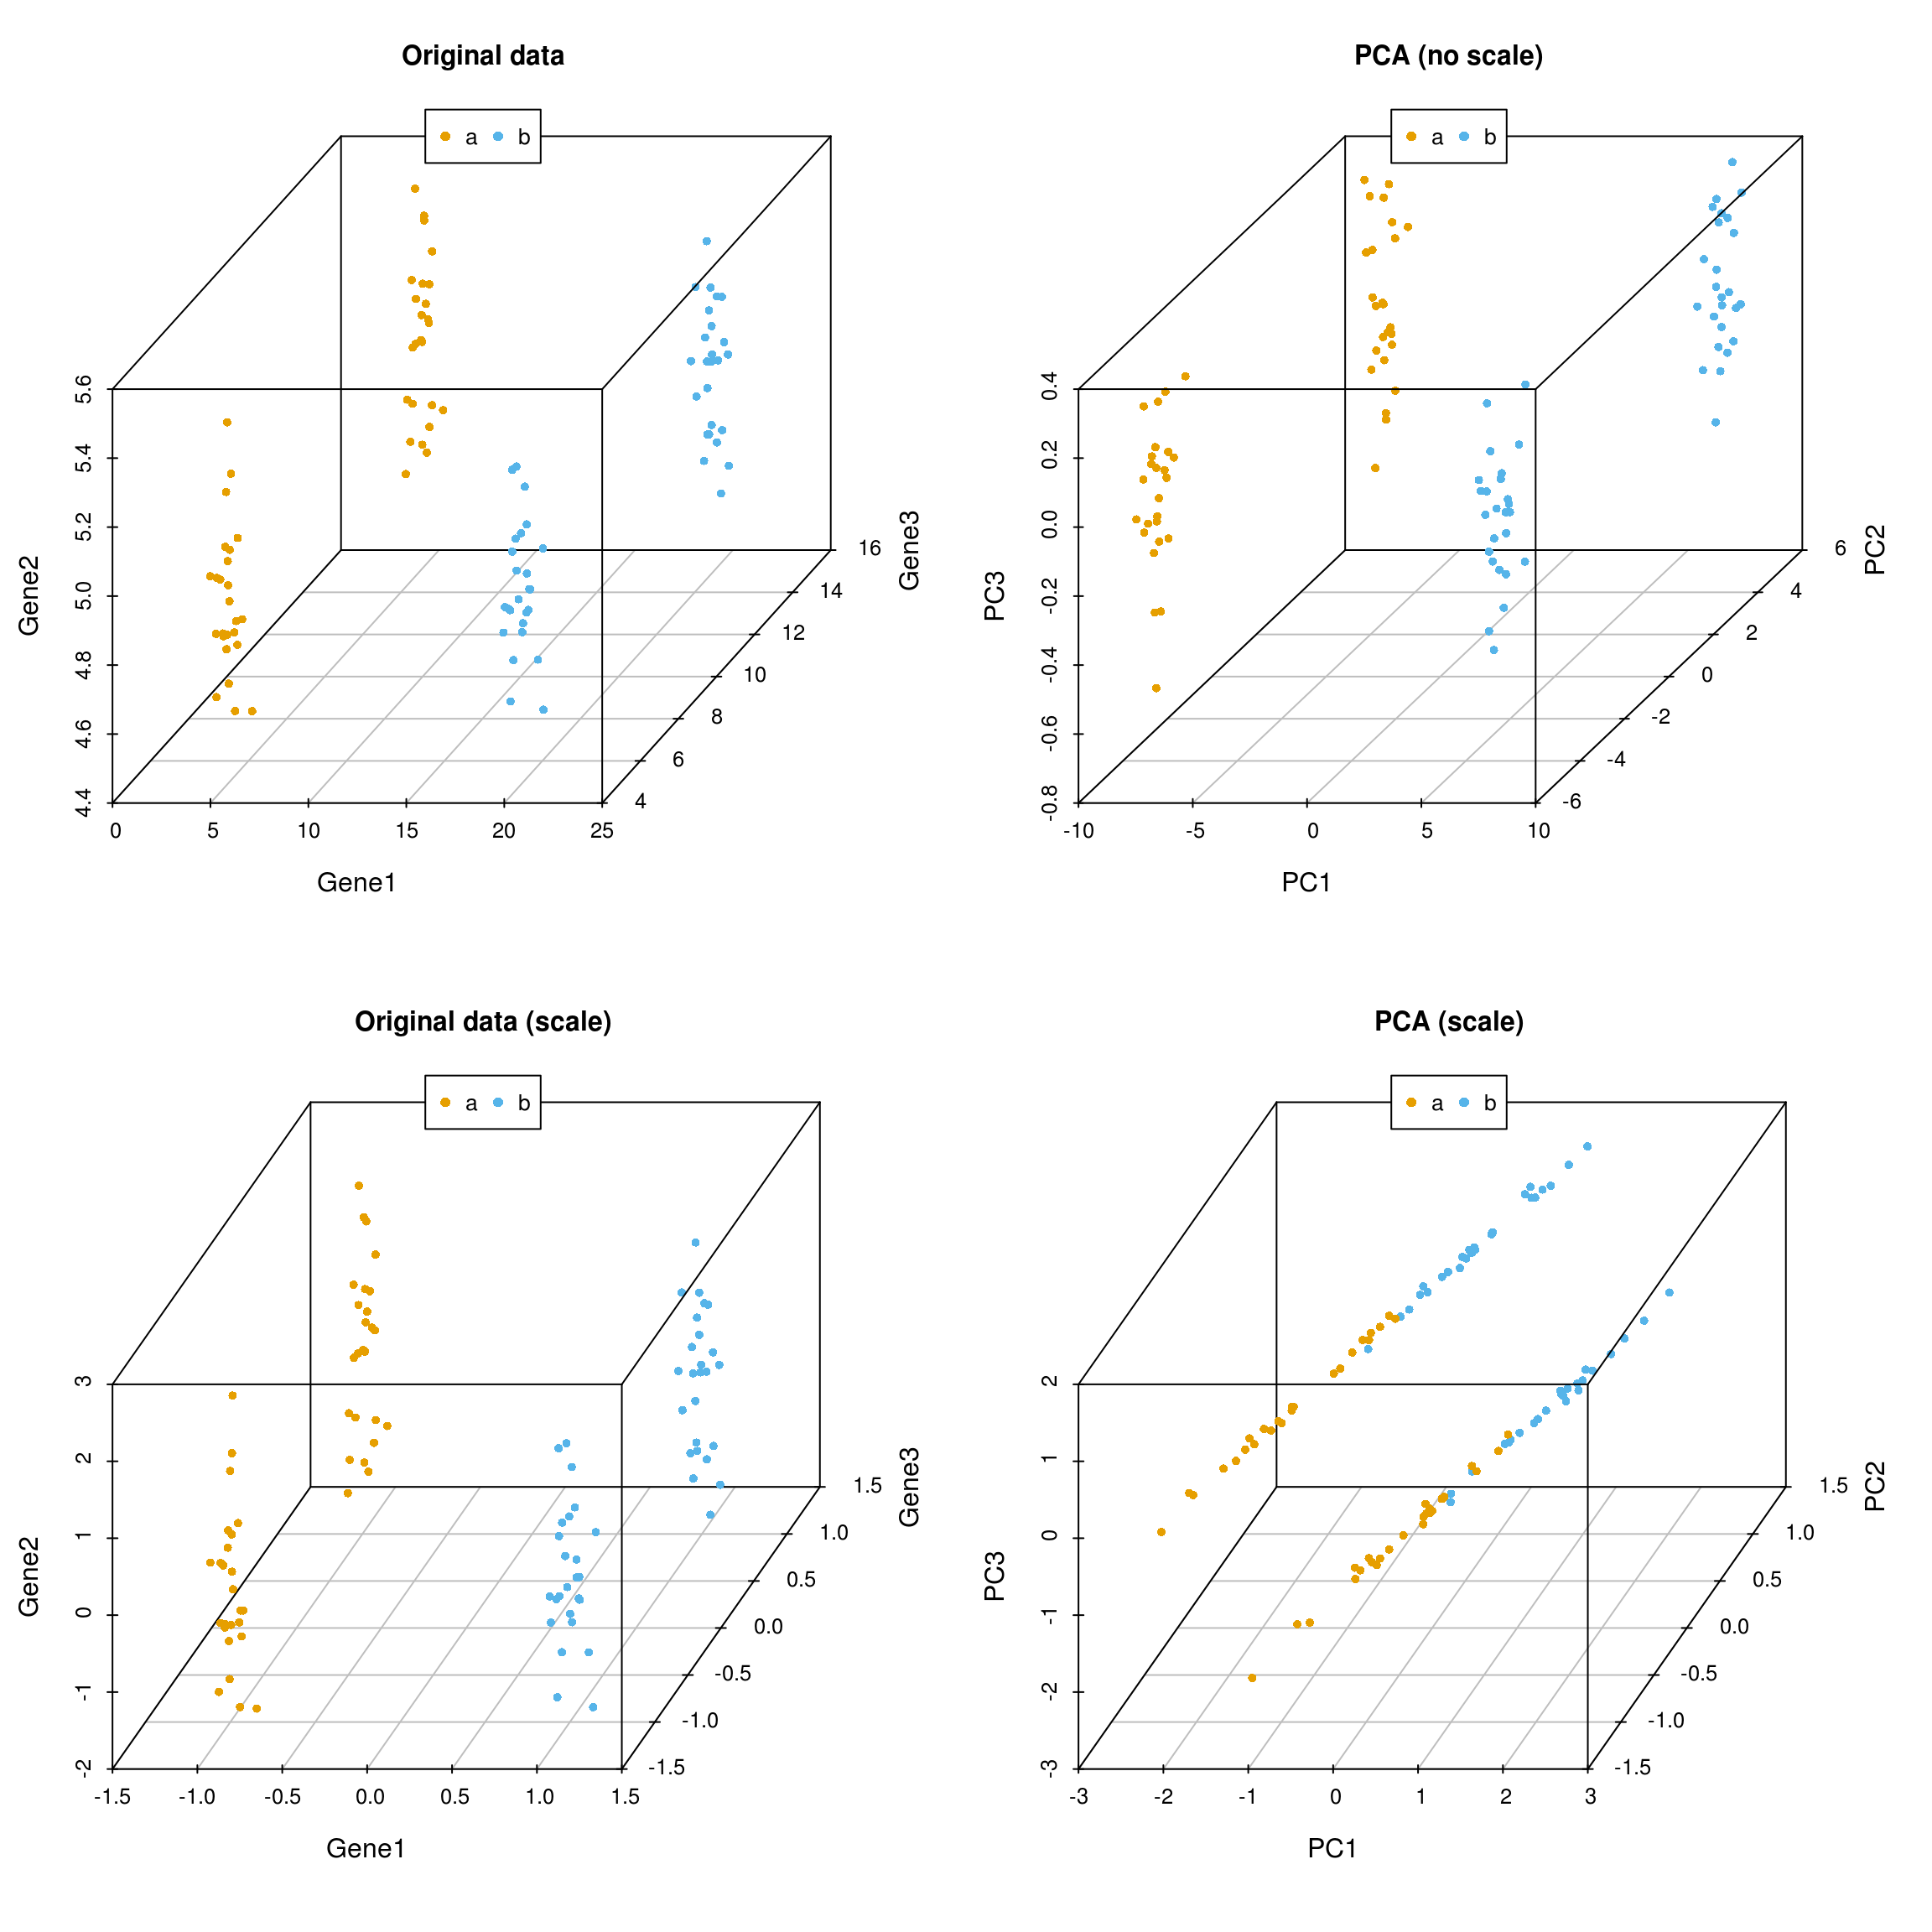 Original data
a b
5.6
5.4
5.2
5.0
4.8
4.6
4.4
Gene2
0 5 10 15 20 25
Gene1
4
6
8
10
12
14
16
Gene3
PCA (no scale)
a b
0.4
0.2
0.0
-0.2
-0.4
-0.6
-0.8
PC3
-10 -5 0 5 10
PC1
-6
-4
-2
0
2
4
6
PC2
Original data (scale)
a b
3
2
1
0
-1
-2
Gene2
-1.5 -1.0 -0.5 0.0 0.5 1.0 1.5
Gene1
-1.5
-1.0
-0.5
0.0
0.5
1.0
1.5
Gene3
PCA (scale)
a b
2
1
0
-1
-2
-3
PC3
-3 -2 -1 0 1 2 3
PC1
-1.5
-1.0
-0.5
0.0
0.5
1.0
1.5
PC2